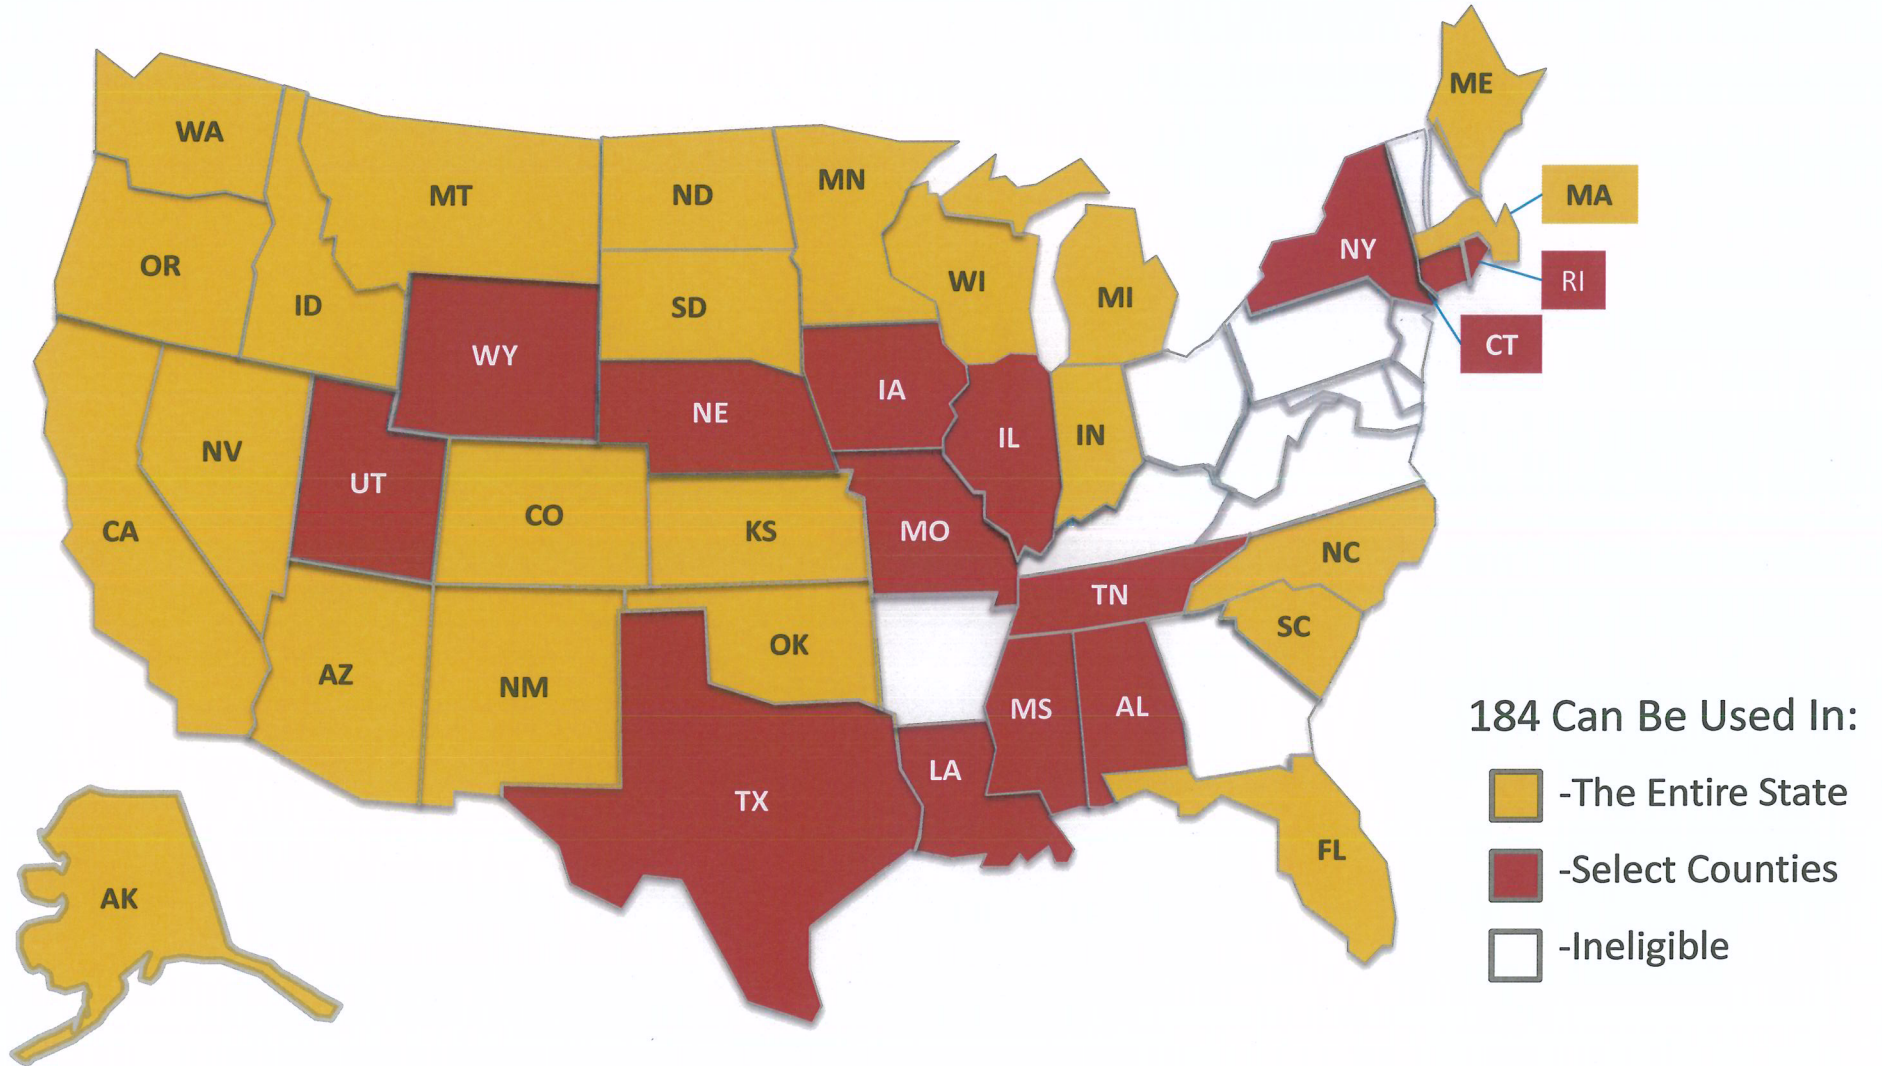 ME
WA
MT
ND
MN
MA
OR
NY
WI
RI
ID
SD
MI
WY
CT
IA
NE
IL
IN
NV
UT
CO
KS
MO
CA
NC
TN
SC
OK
AZ
NM
MS
AL
LA
TX
184 Can Be Used In:
-The Entire State
-Select Counties
-Ineligible
FL
AK